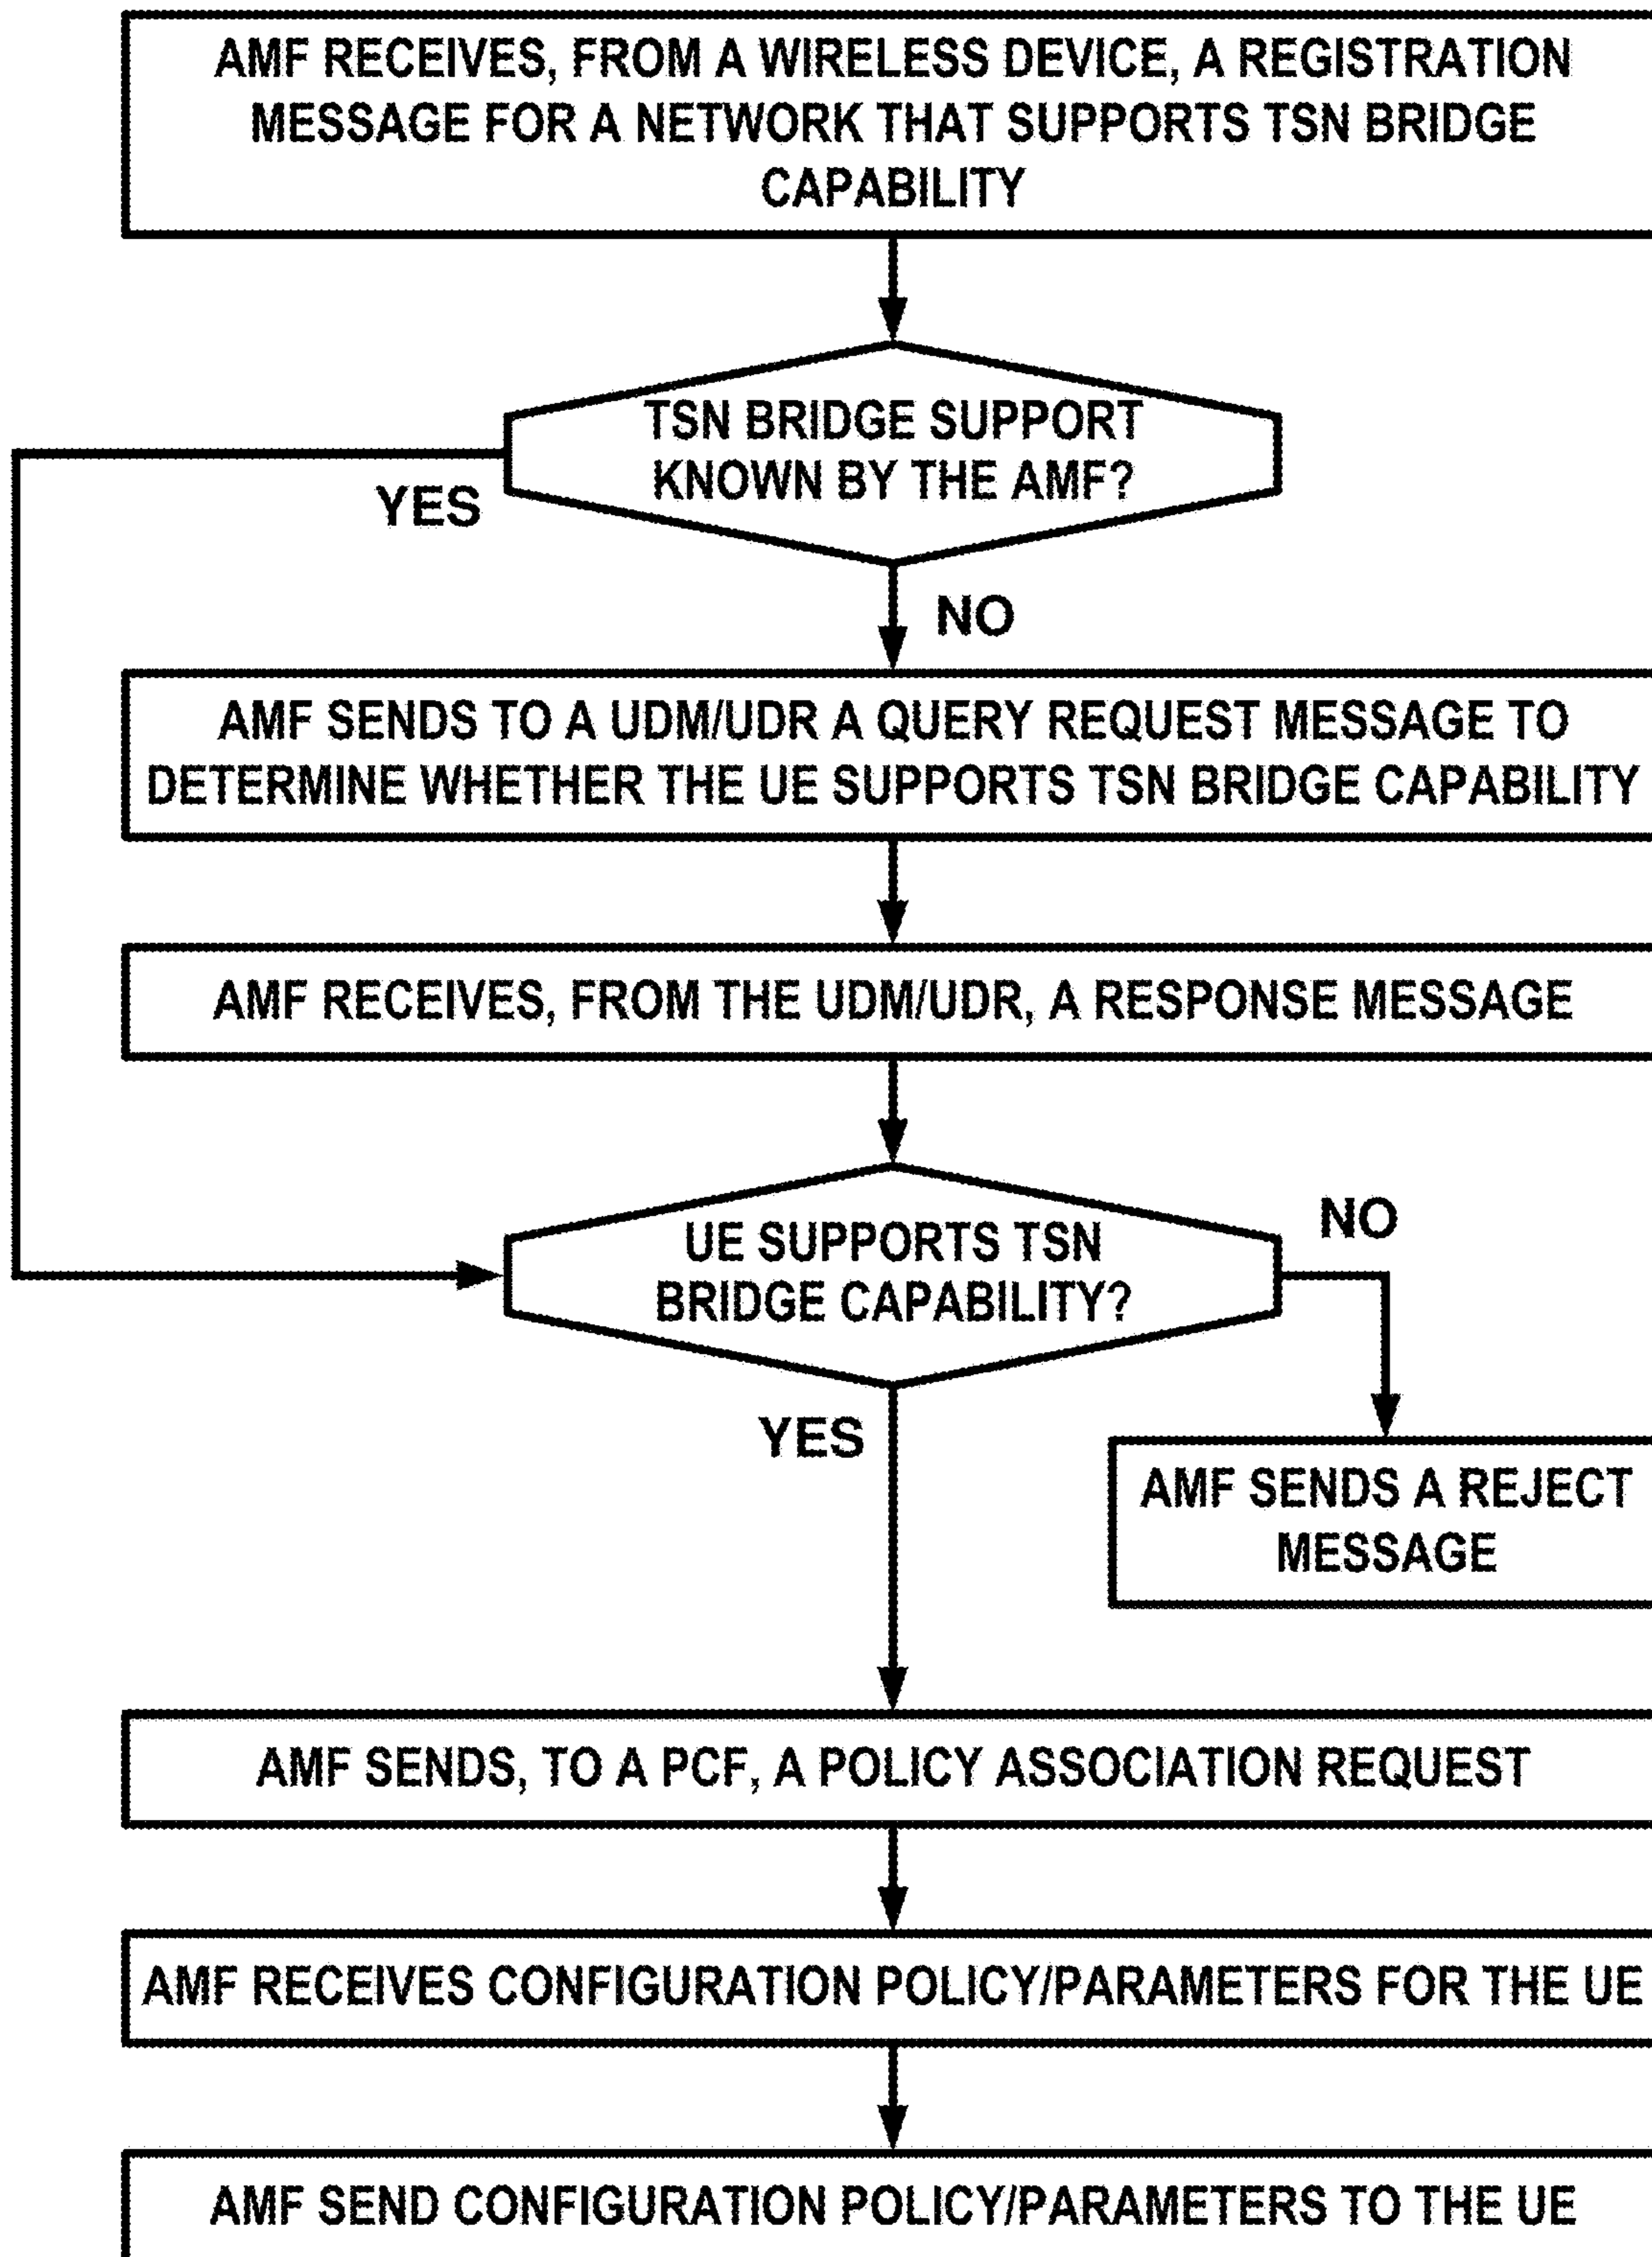 AMF RECEIVES, FROM A WIRELESS DEVICE, A REGISTRATION
MESSAGE FOR A NETWORK THAT SUPPORTS TSN BRIDGE
CAPABILITY
TSN BRIDGE SUPPORT
KNOWN BY THE AMF?
YES
NO
AMF SENDS TO A UDM/UDR A QUERY REQUEST MESSAGE TO
DETERMINE WHETHER THE UE SUPPORTS TSN BRIDGE CAPABILITY
AMF RECEIVES, FROM THE UDM/UDR, A RESPONSE MESSAGE
UE SUPPORTS TSN
BRIDGE CAPABILITY?
NO
YES
AMF SENDS A REJECT
MESSAGE
AMF SENDS, TO A PCF, A POLICY ASSOCIATION REQUEST
AMF RECEIVES CONFIGURATION POLICY/PARAMETERS FOR THE UE
AMF SEND CONFIGURATION POLICY/PARAMETERS TO THE UE